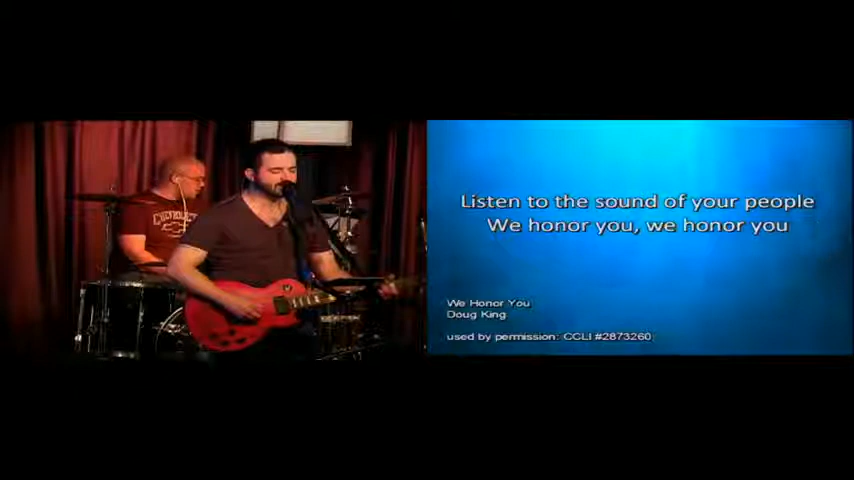 CHEVROLET
Listen to the sound of your people
We honor you, we honor you
We Honor You
Doug King
used by permission: CCLI #2873260